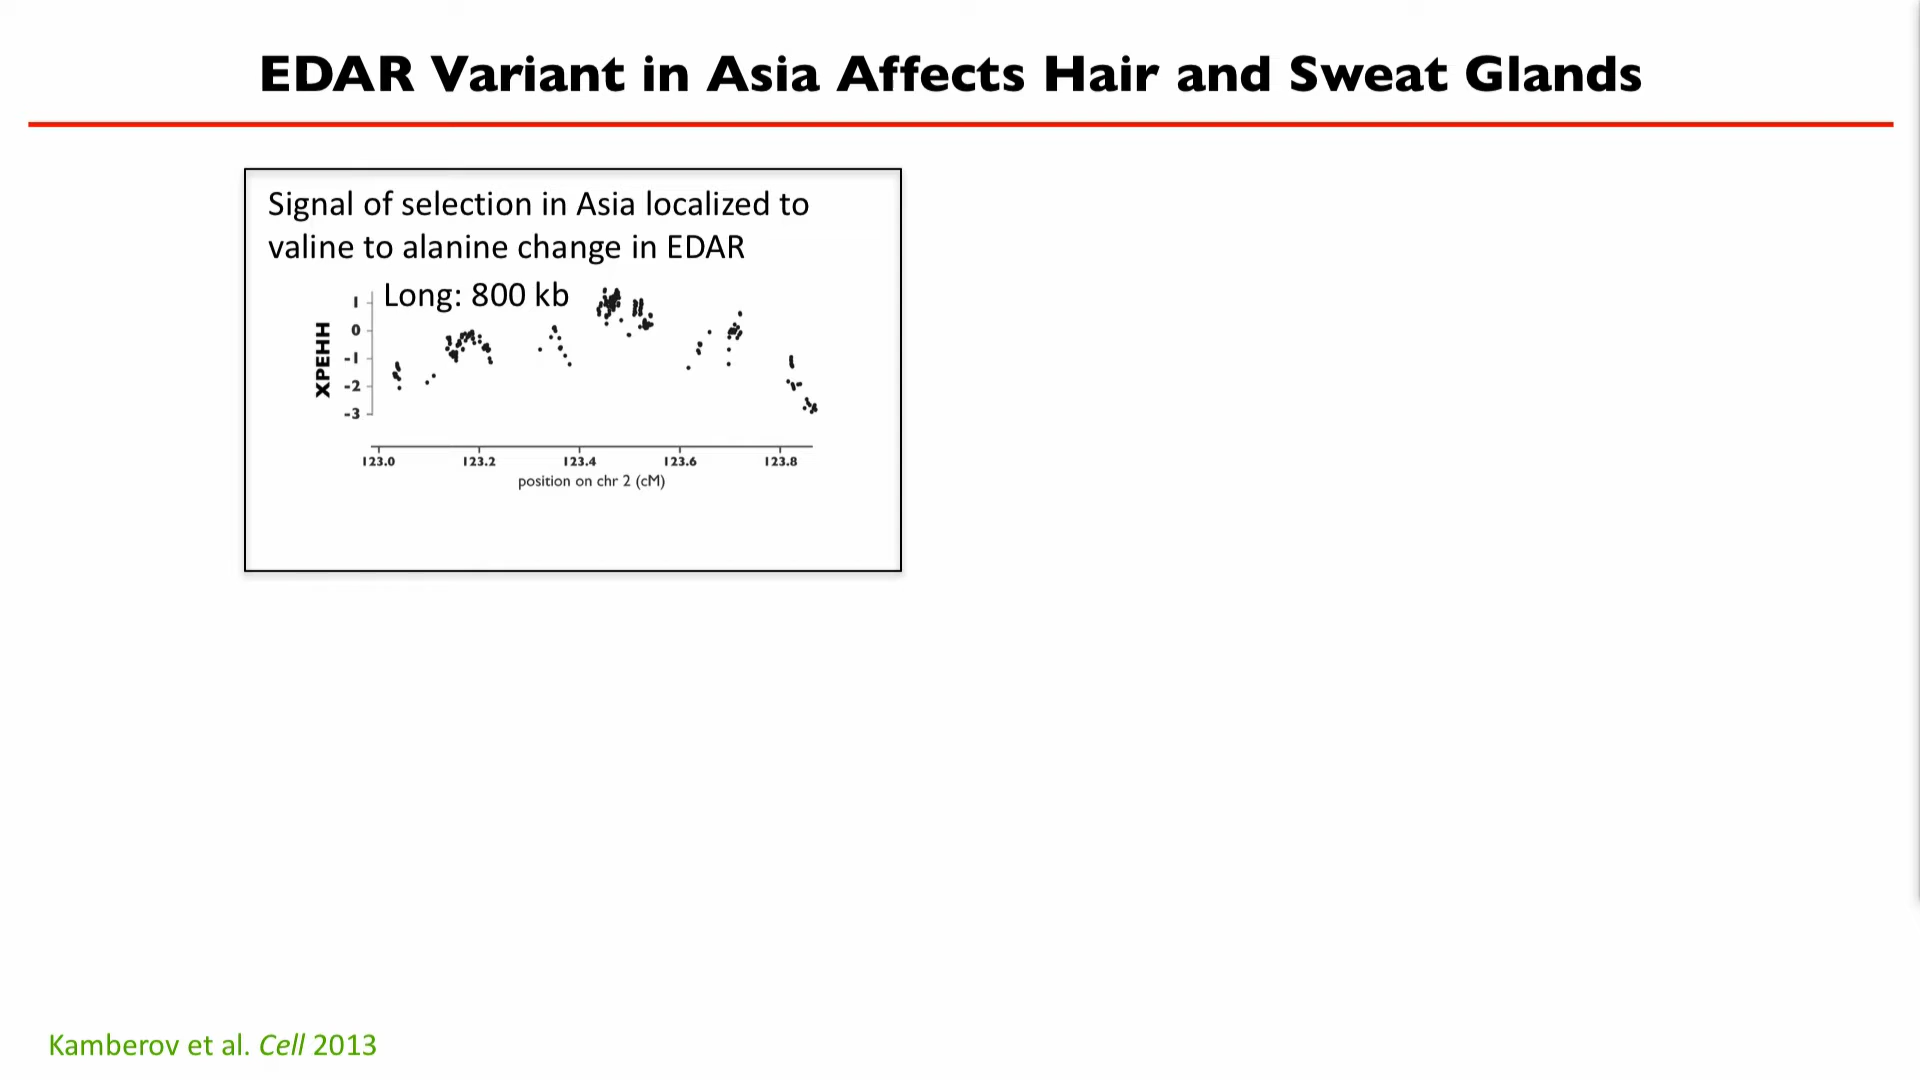 EDAR Variant in Asia Affects Hair and Sweat Glands
Signal of selection in Asia localized to
valine to alanine change in EDAR
Long: 800 kb
XPEHH
1
0
-1
-2
-3
123.0 123.2 123.4 123.6 123.8
position on chr 2 (cM)
Kamberov et al. Cell 2013